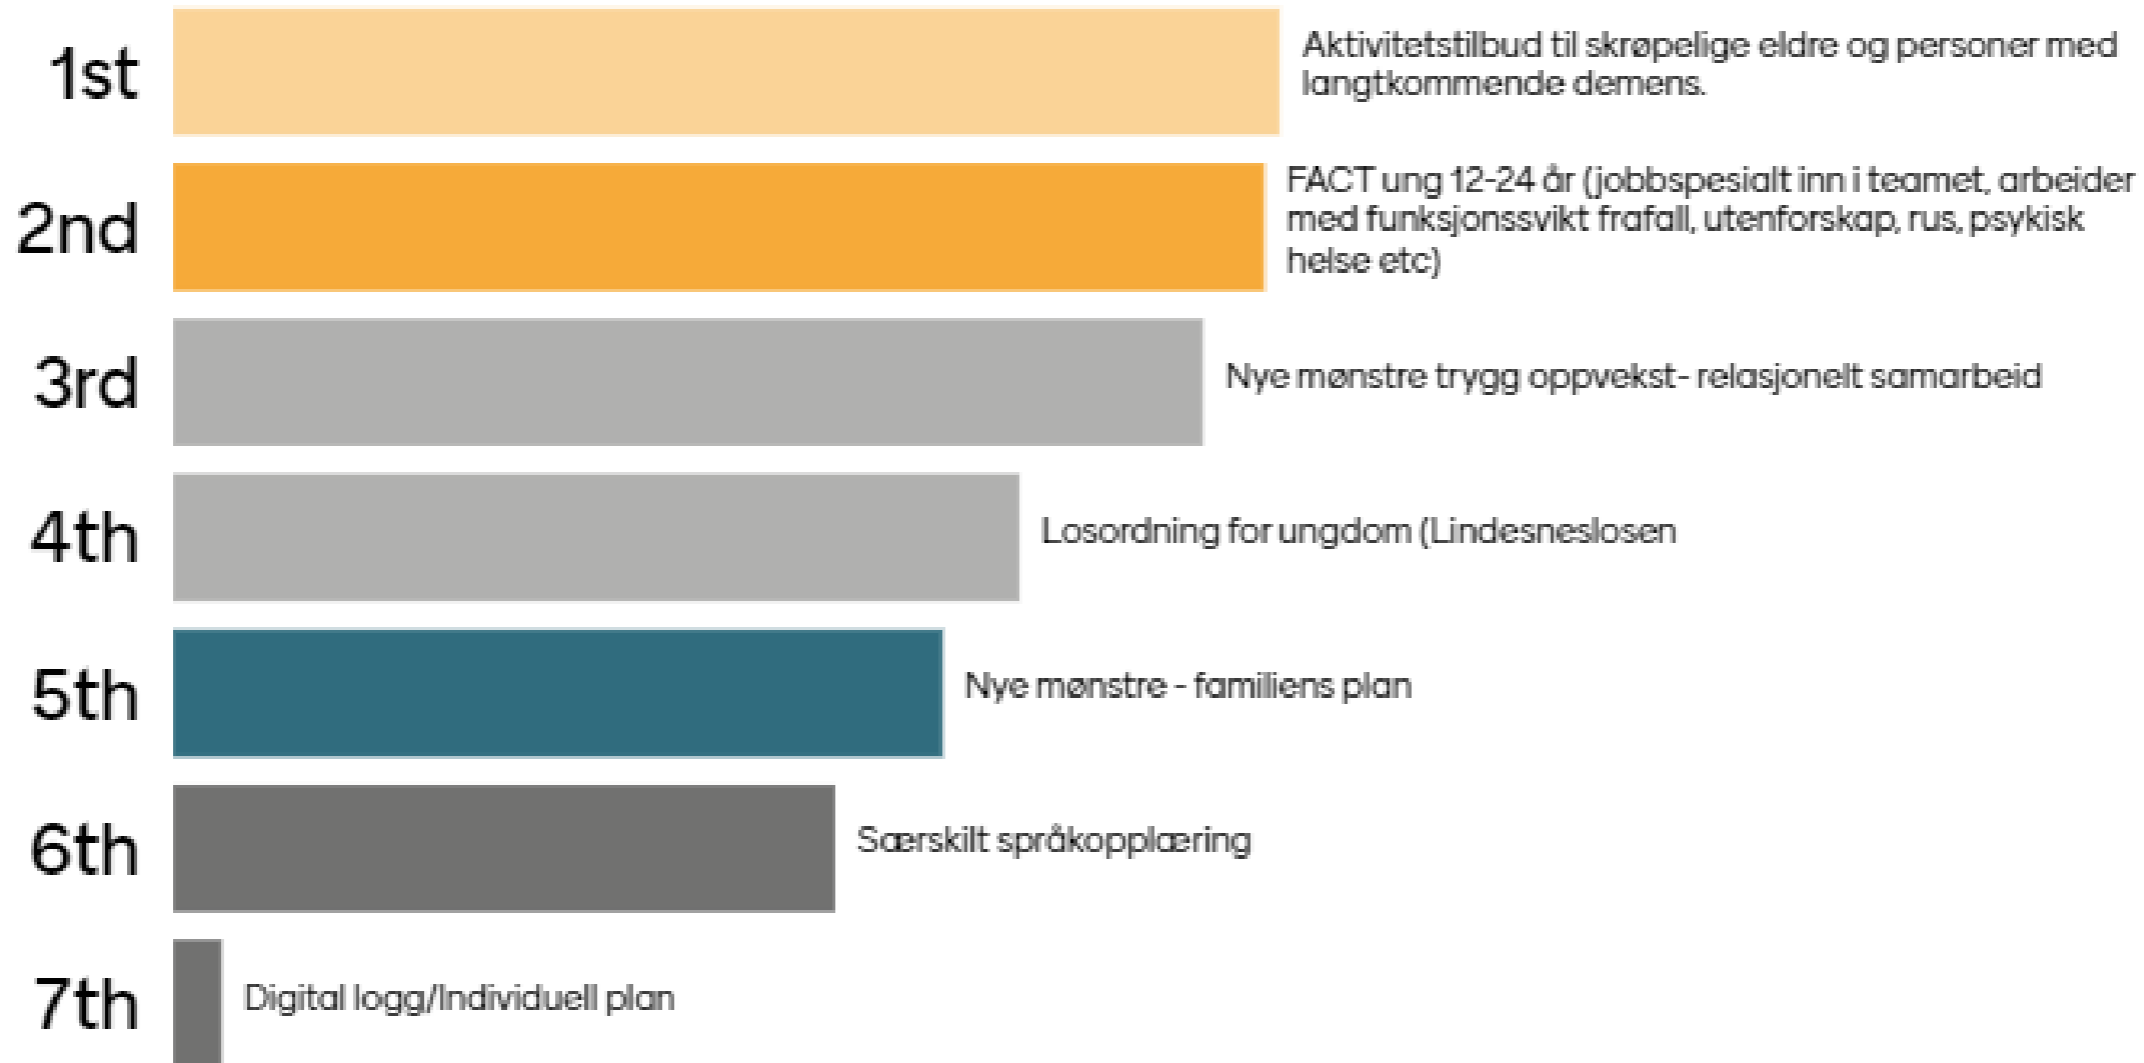 1st
Aktivitetstilbud til skrøpelige eldre og personer med
langtkommende demens.
2nd
FACT ung 12-24 år (jobbspesialt inn i teamet, arbeider
med funksjonssvikt frafall, utenforskap, rus, psykisk
helse etc)
3rd
Nye mønstre trygg oppvekst- relasjonelt samarbeid
4th
Losordning for ungdom (Lindesneslosen
5th
Nye mønstre - familiens plan
6th
Særskilt språkopplæring
7th
Digital logg/Individuell plan